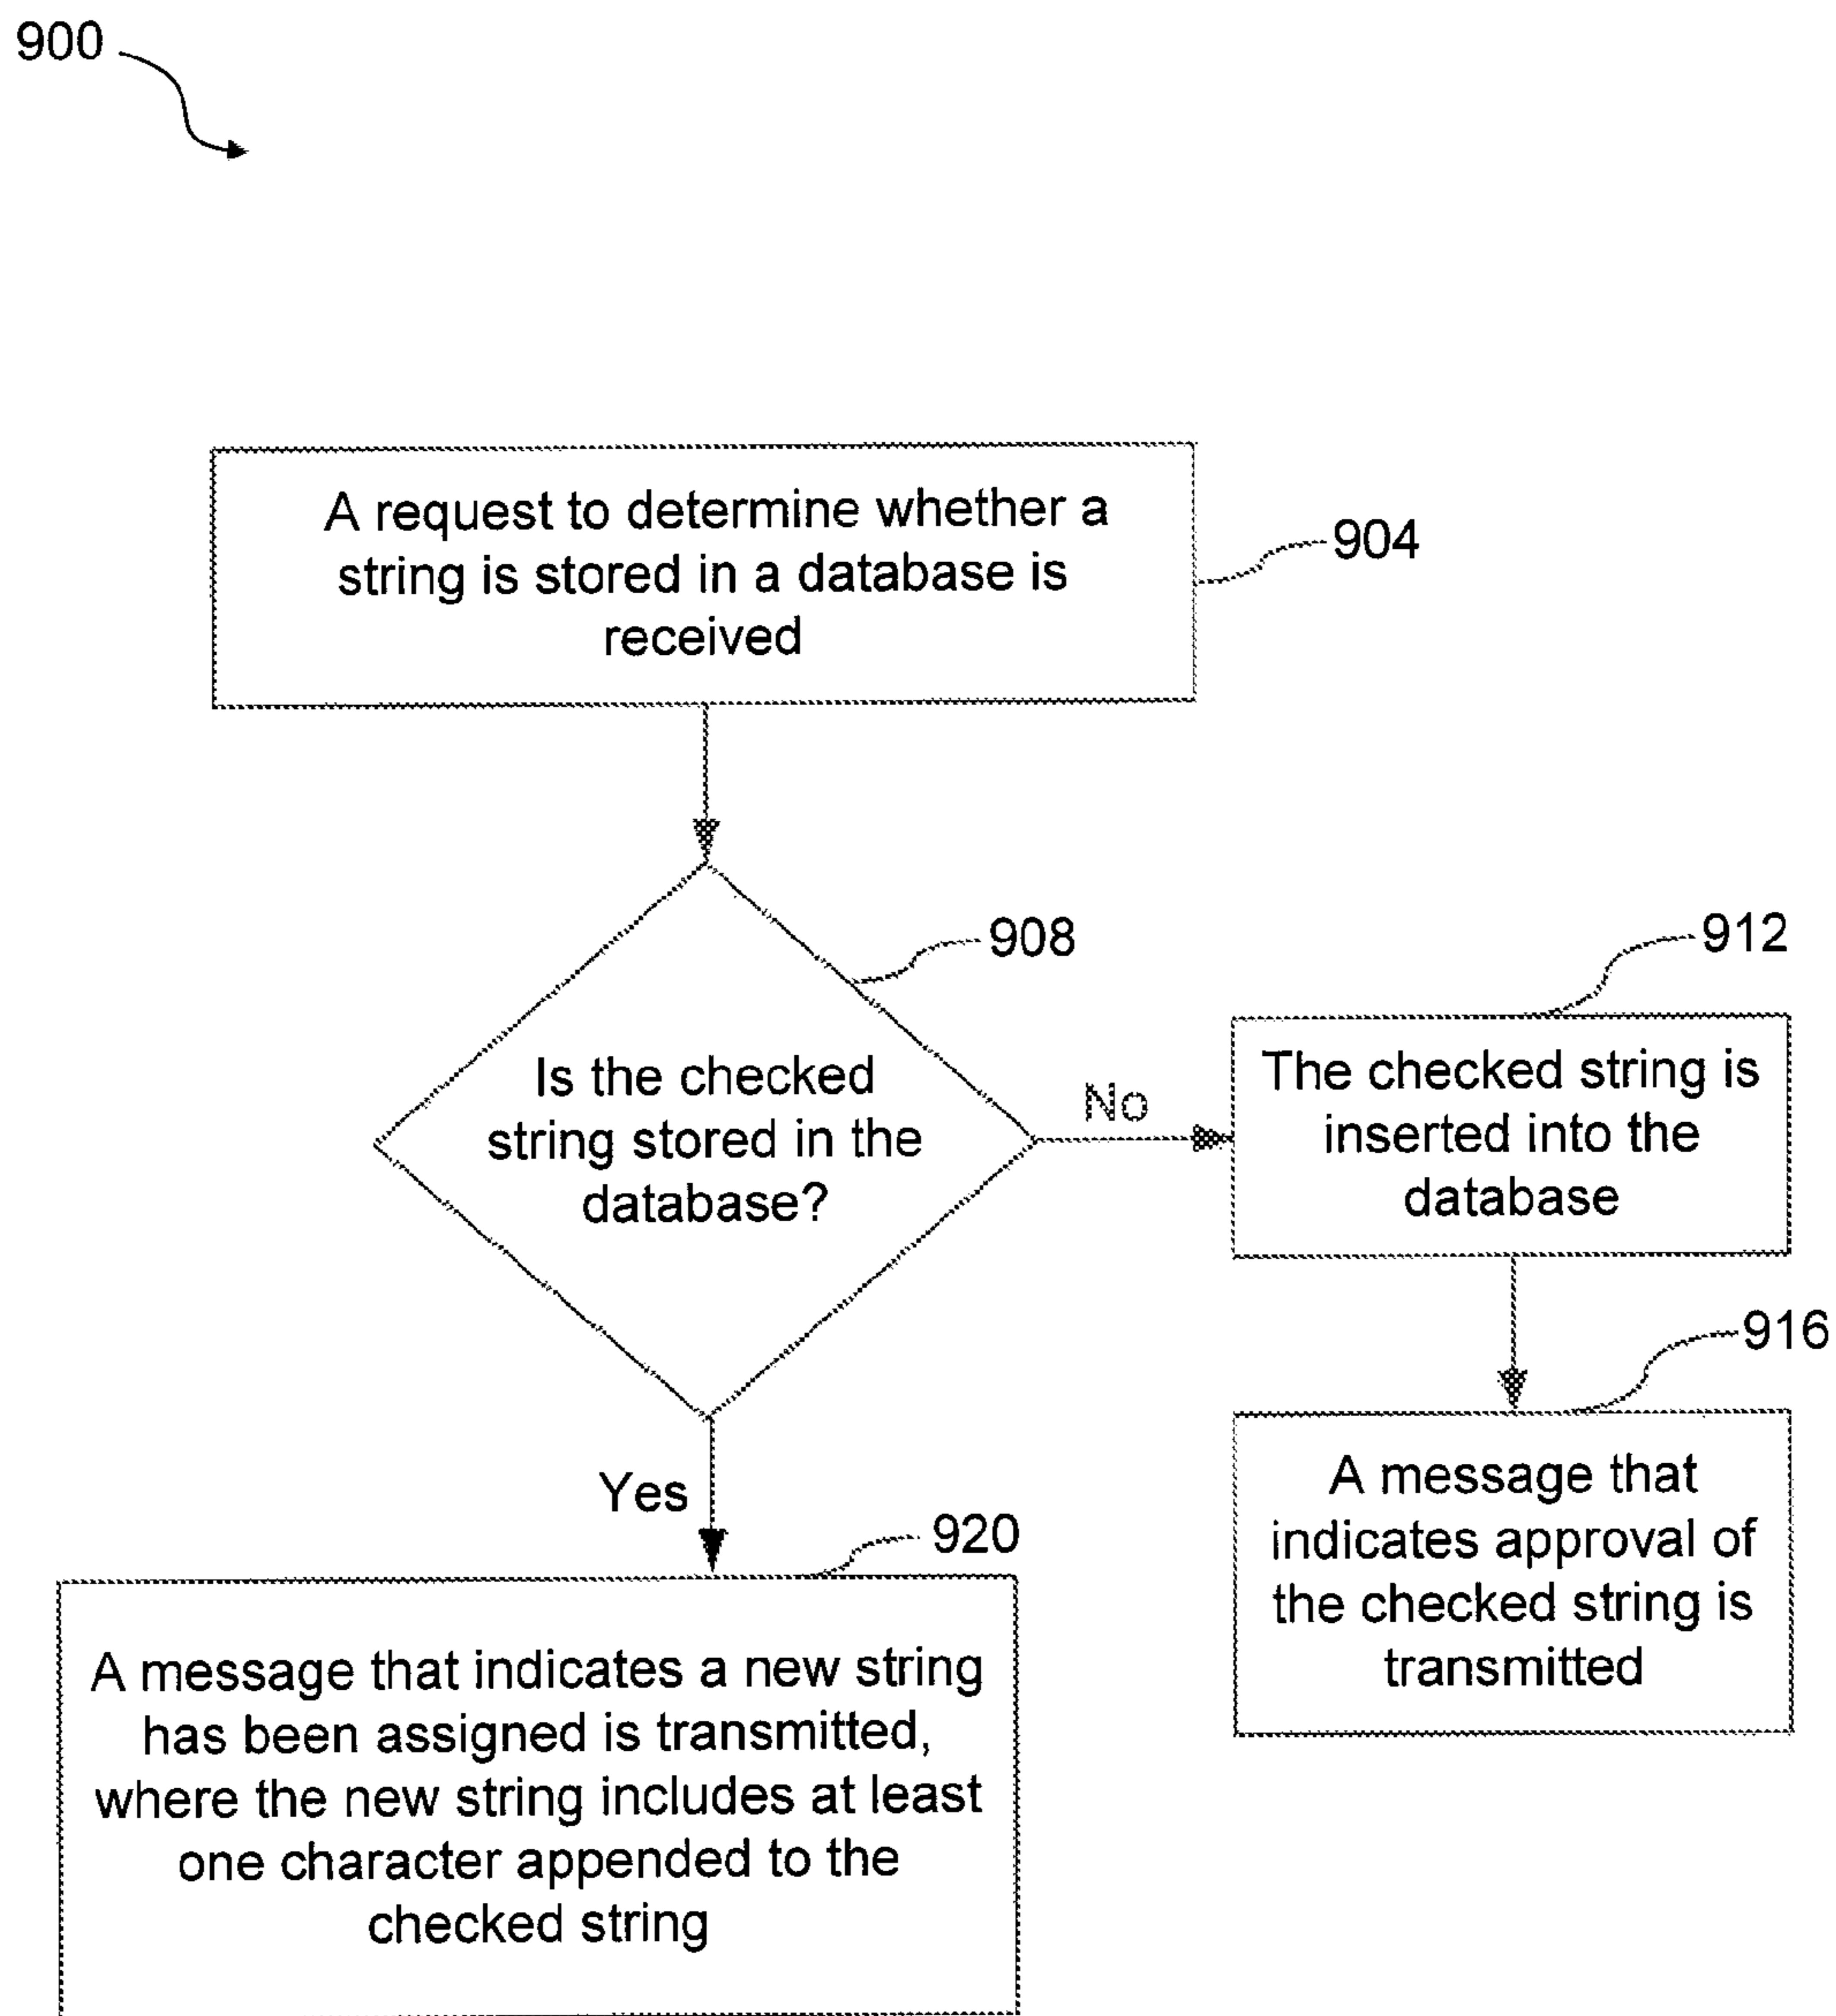 900
A request to determine whether a
string is stored in a database is
received
904
908
Is the checked
string stored in the
database?
No
912
The checked string is
inserted into the
database
916
A message that
indicates approval of
the checked string is
transmitted
Yes
920
A message that indicates a new string
has been assigned is transmitted,
where the new string includes at least
one character appended to the
checked string